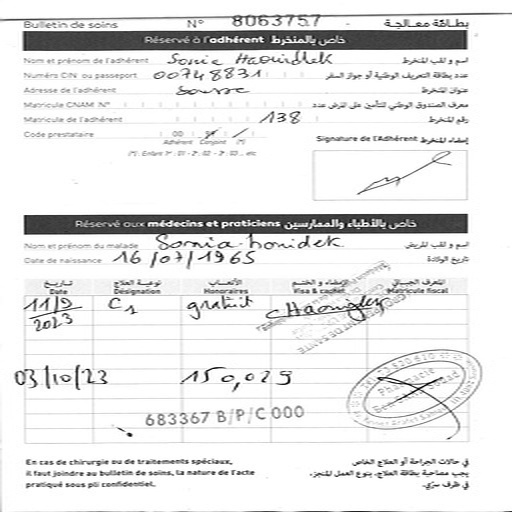 Bulletin de soins N° 8063757 بطاقة معالجة
Réservé à l'adhérent خاص بالمنخرط
Nom et prénom de l'adhérent Sonia Haouidek اسم و لقب المنخرط
Numéro CIN ou passeport 00748831 عدد بطاقة التعريف الوطنية أو جواز السفر
Adresse de l'adhérent Sousse عنوان المنخرط
Matricule CNAM N° معرف الصندوق الوطني للتأمين على المرض عدد
Matricule de l'adhérent 138 رقم المنخرط
Code prestataire 00 99 Signature de l'Adhérent إمضاء المنخرط
Adhérent Conjoint (*)
(*) : Enfant 1er : 01 - 2e : 02 - 3e : 03 .. etc
Réservé aux médecins et praticiens خاص بالأطباء والممارسين
Nom et prénom du malade Sonia اسم و لقب المريض
Date de naissance 16/07/1965 تاريخ الولادة
تاريخ نوعية العلاج الأتعاب الإمضاء و الختم المعرف الجبائي
Date Désignation Honoraires Visa & cachet Matricule fiscal
11/9 C1 gratuit
2023
03/10/23 150,029
Pharmacie
683367 B/P/C 000
En cas de chirurgie ou de traitements spéciaux, في حالات الجراحة أو العلاج الخاص
il faut joindre au bulletin de soins, la nature de l'acte يجب مصاحبة بطاقة العلاج، بنوع العمل المنجز،
pratiqué sous pli confidentiel. في ظرف سرّي.